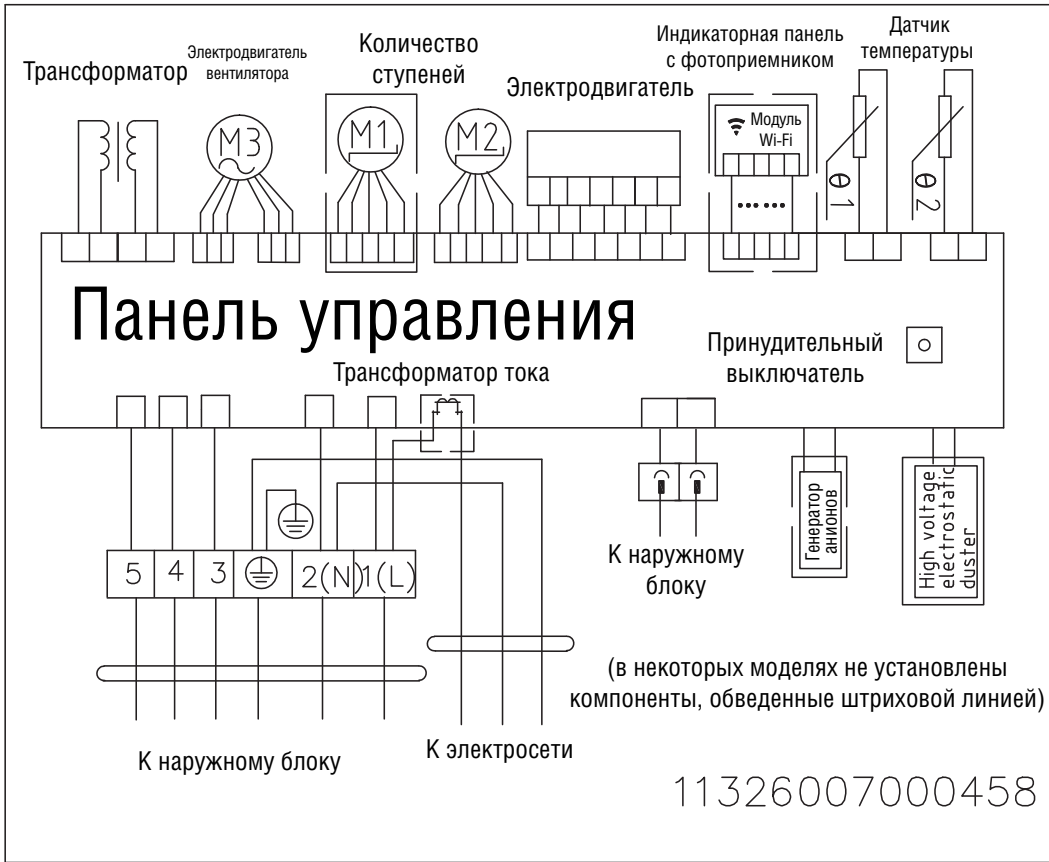 Трансформатор
Электродвигатель
вентилятора
Количество
ступеней
Электродвигатель
Индикаторная панель
с фотоприемником
Датчик
температуры
M3
M1
M2
Модуль
Wi-Fi
θ 1
θ 2
Панель управления
Принудительный
выключатель
Трансформатор тока
5
4
3
2(N)
1(L)
К наружному
блоку
Генератор
анионов
High voltage
electrostatic
duster
(в некоторых моделях не установлены
компоненты, обведенные штриховой линией)
К наружному блоку
К электросети
11326007000458